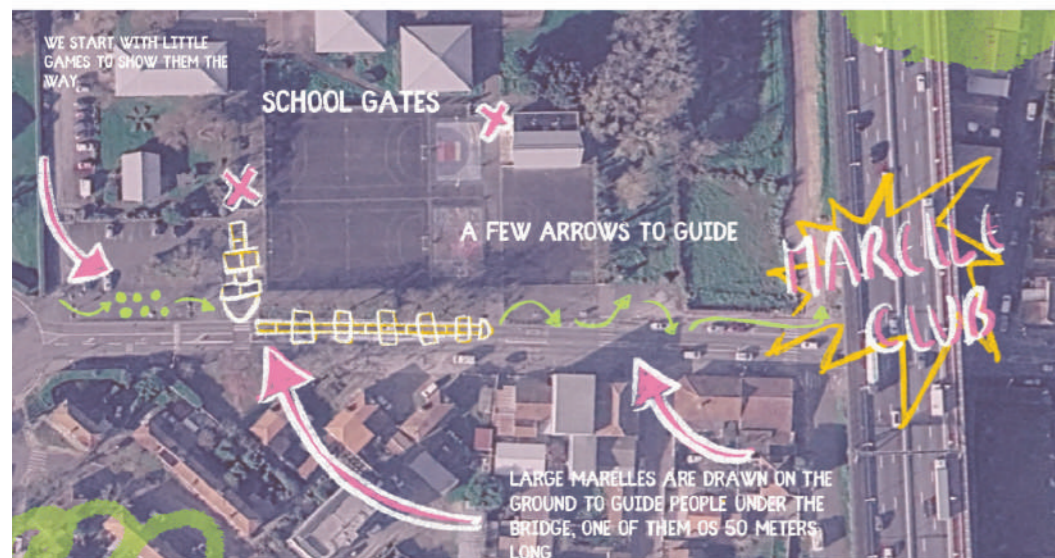 WE START WITH LITTLE
GAMES TO SHOW THEM THE
WAY
SCHOOL GATES
A FEW ARROWS TO GUIDE
MARELLE
CLUB
LARGE MARELLES ARE DRAWN ON THE
GROUND TO GUIDE PEOPLE UNDER THE
BRIDGE, ONE OF THEM OS 50 METERS
LONG